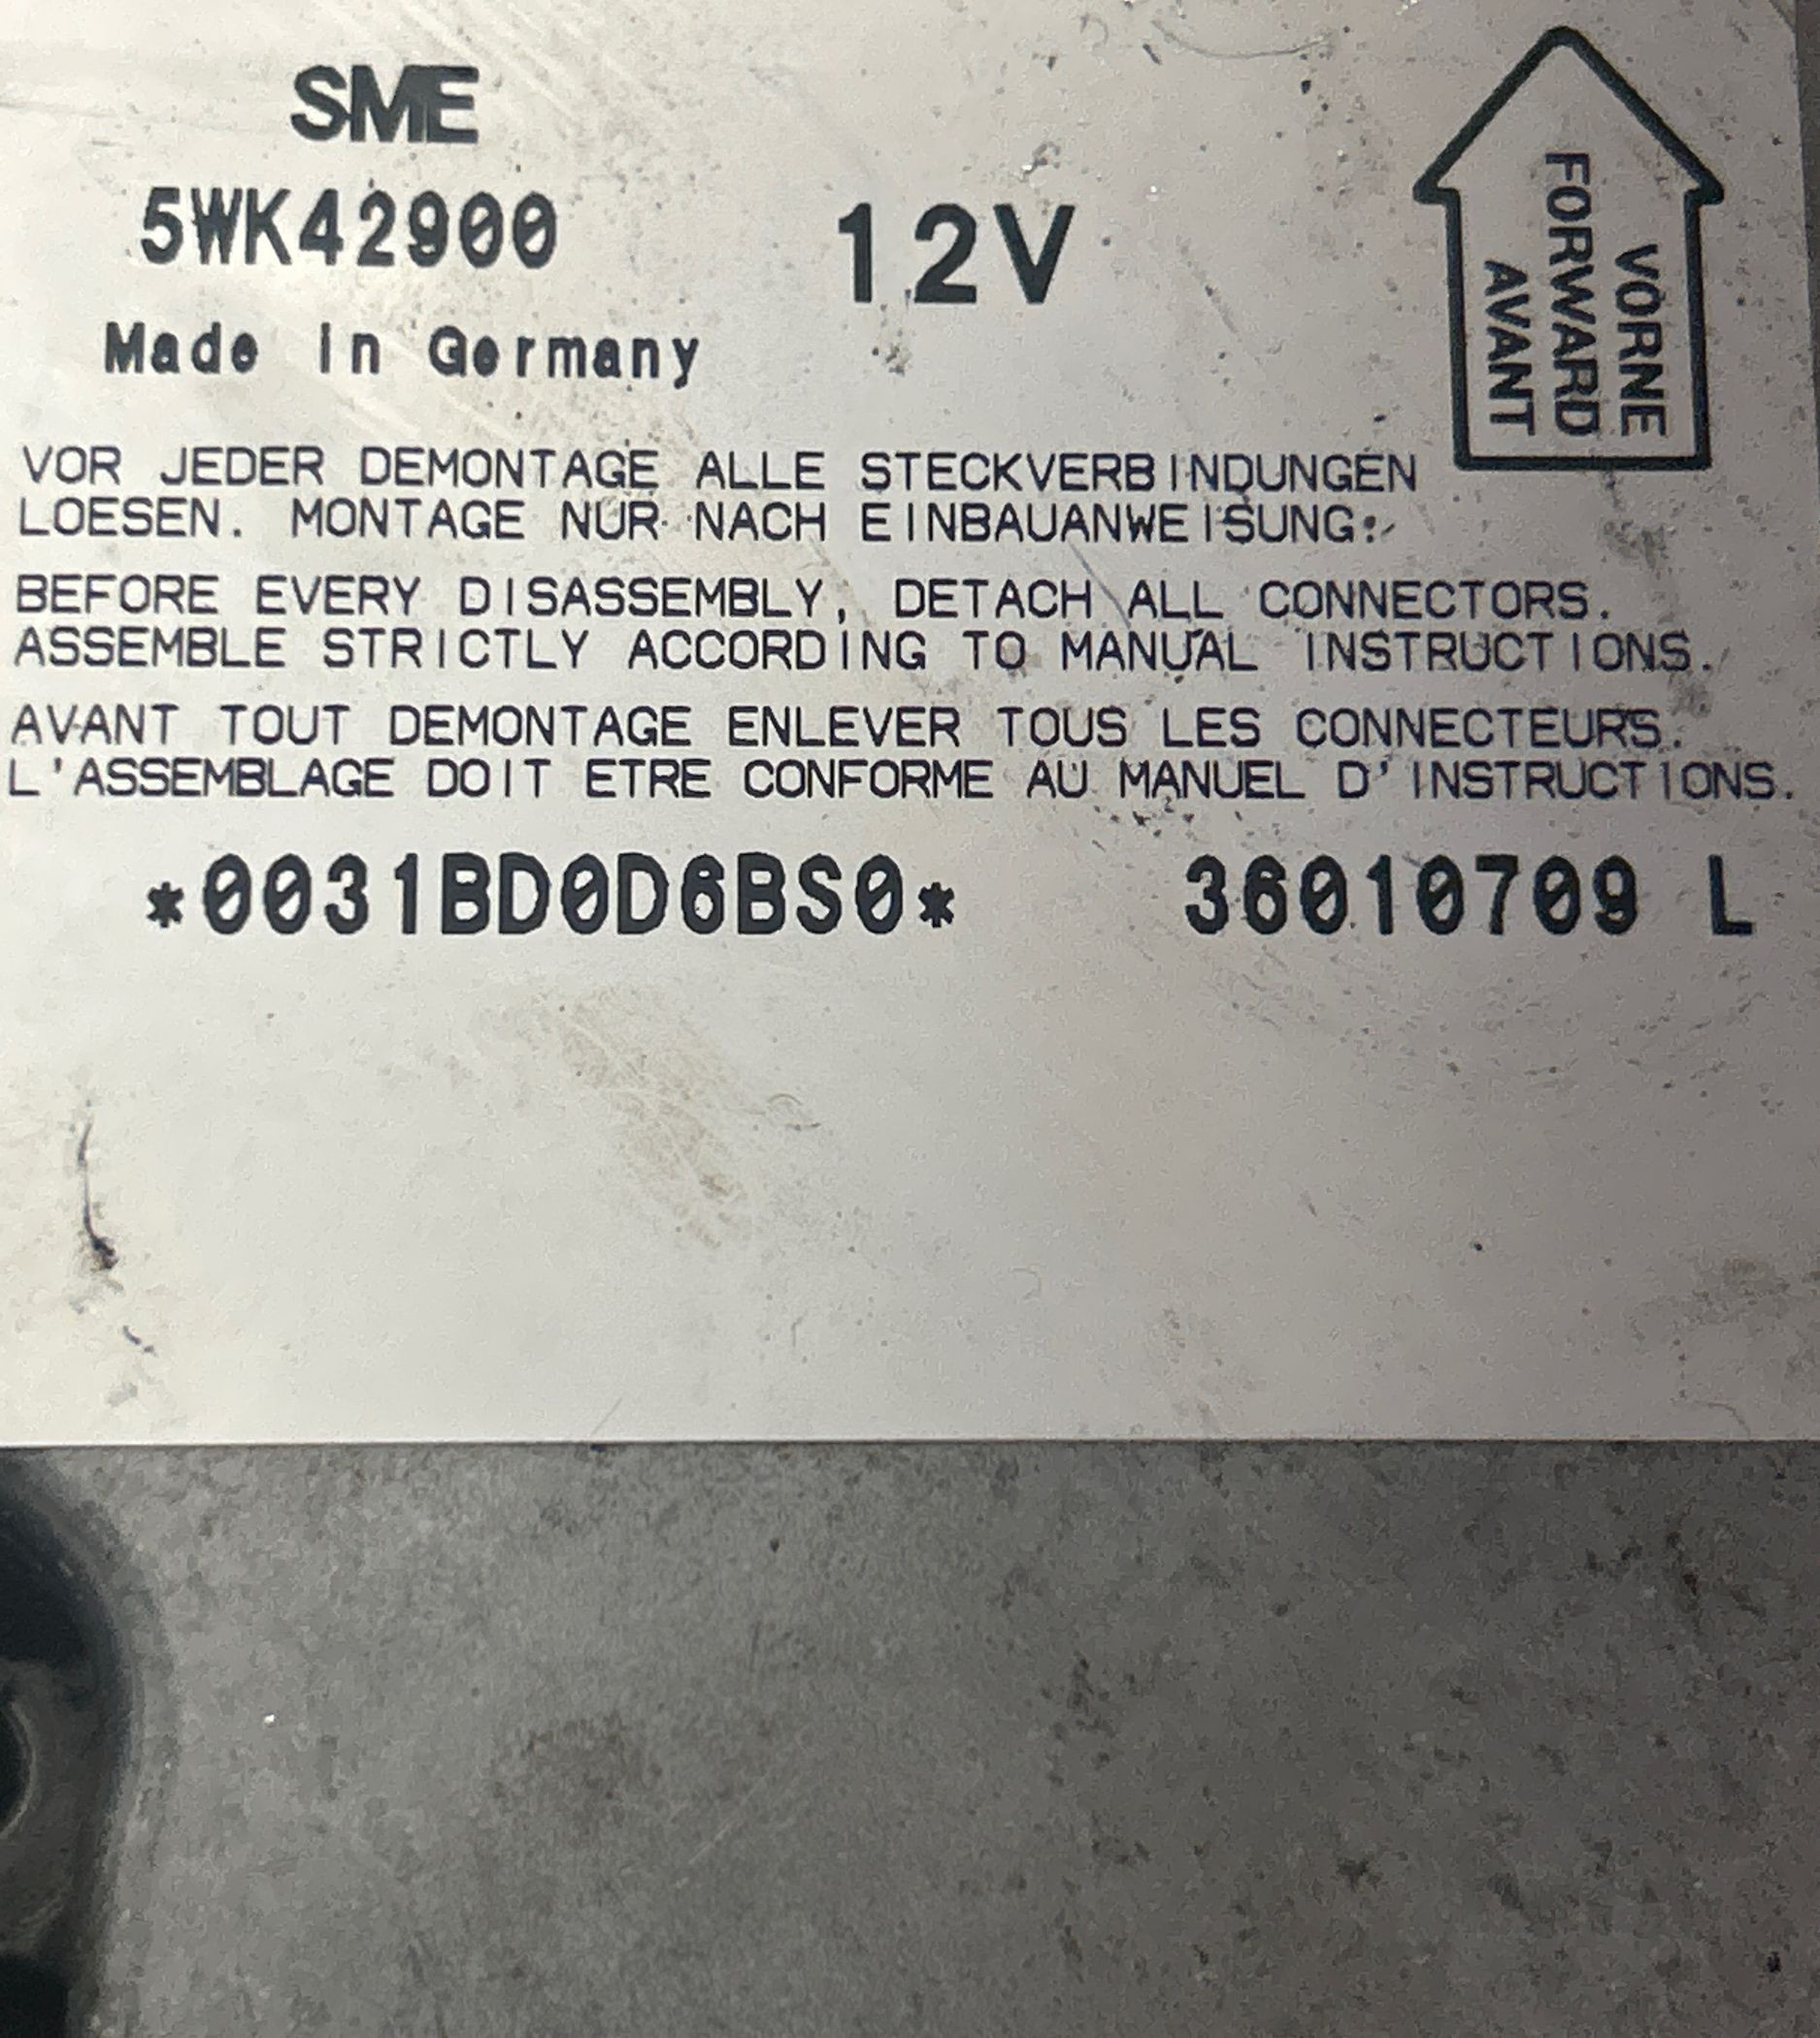 SME
5WK42900
12V
Made in Germany
VORNE
FORWARD
AVANT
VOR JEDER DEMONTAGE ALLE STECKVERBINDUNGEN
LOESEN. MONTAGE NUR NACH EINBAUANWEISUNG.
BEFORE EVERY DISASSEMBLY, DETACH ALL CONNECTORS.
ASSEMBLE STRICTLY ACCORDING TO MANUAL INSTRUCTIONS.
AVANT TOUT DEMONTAGE ENLEVER TOUS LES CONNECTEURS.
L'ASSEMBLAGE DOIT ETRE CONFORME AU MANUEL D'INSTRUCTIONS.
*0031BD0D6BS0*
36010709 L